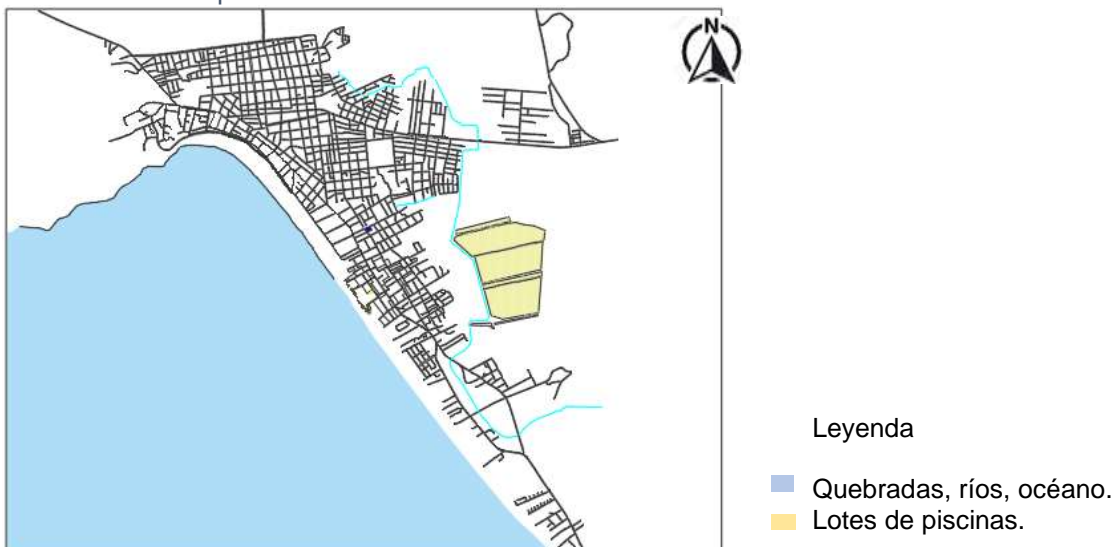 N
Leyenda
Quebradas, ríos, océano.
Lotes de piscinas.